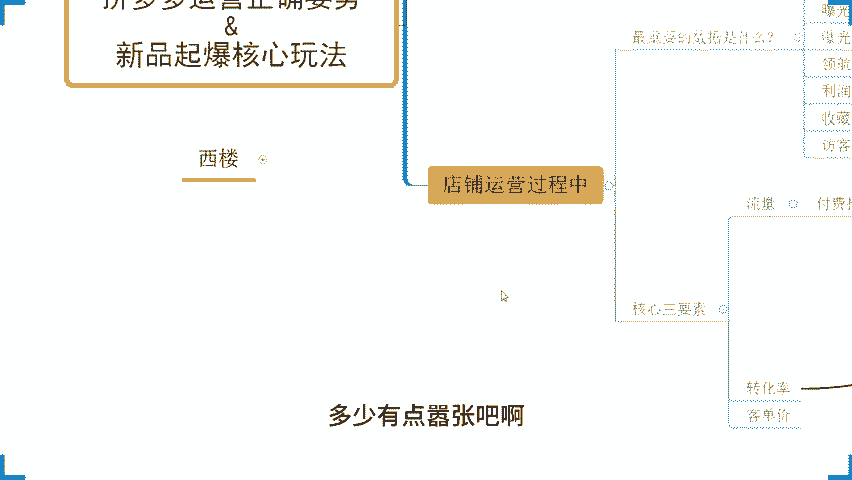 拼多多运营正确姿势
&
新品起爆核心玩法
西楼
店铺运营过程中
最重要的数据是什么?
曝光
曝光
领航
利润
收藏
访客
核心三要素
流量
付费
转化率
客单价
多少有点嚣张吧啊